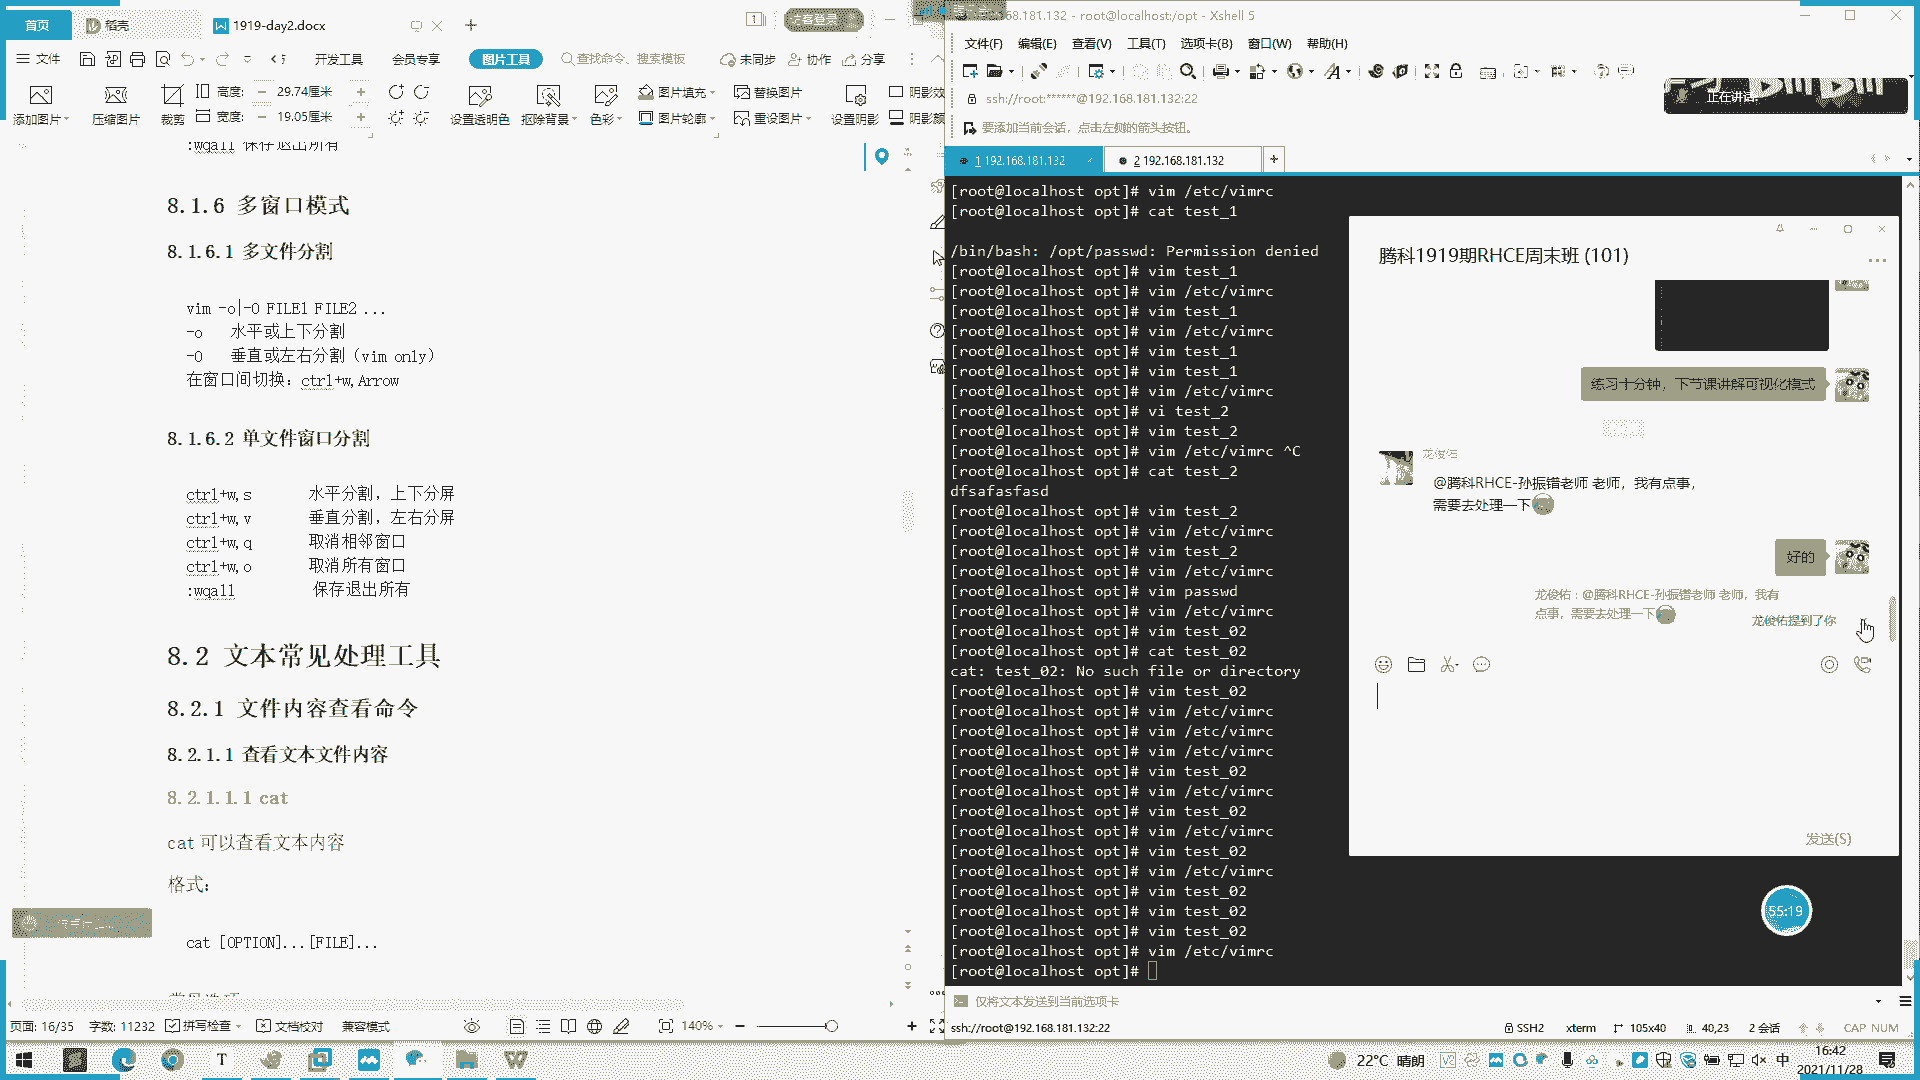 首页
稻壳
1919-day2.docx
访客登录
文件
开发工具
会员专享
图片工具
查找命令、搜索模板
未同步
协作
分享
添加图片
压缩图片
裁剪
高度:
29.74厘米
宽度:
19.05厘米
设置透明色
抠除背景
色彩
图片填充
图片轮廓
替换图片
重设图片
设置阴影
阴影效
阴影颜
:wqall 保存退出所有
8.1.6 多窗口模式
8.1.6.1 多文件分割
vim -o|-O FILE1 FILE2 ...
-o 水平或上下分割
-O 垂直或左右分割（vim only）
在窗口间切换：ctrl+w,Arrow
8.1.6.2 单文件窗口分割
ctrl+w,s 水平分割，上下分屏
ctrl+w,v 垂直分割，左右分屏
ctrl+w,q 取消相邻窗口
ctrl+w,o 取消所有窗口
:wqall 保存退出所有
8.2 文本常见处理工具
8.2.1 文件内容查看命令
8.2.1.1 查看文本文件内容
8.2.1.1.1 cat
cat 可以查看文本内容
格式：
cat [OPTION]...[FILE]...
页面: 16/35
字数: 11232
拼写检查
文档校对
兼容模式
140%
.168.181.132 - root@localhost:/opt - Xshell 5
文件(F)
编辑(E)
查看(V)
工具(T)
选项卡(B)
窗口(W)
帮助(H)
ssh://root:******@192.168.181.132:22
正在讲话:
要添加当前会话，点击左侧的箭头按钮。
1 192.168.181.132
2 192.168.181.132
[root@localhost opt]# vim /etc/vimrc
[root@localhost opt]# cat test_1
/bin/bash: /opt/passwd: Permission denied
[root@localhost opt]# vim test_1
[root@localhost opt]# vim /etc/vimrc
[root@localhost opt]# vim test_1
[root@localhost opt]# vim /etc/vimrc
[root@localhost opt]# vim test_1
[root@localhost opt]# vim test_1
[root@localhost opt]# vim /etc/vimrc
[root@localhost opt]# vi test_2
[root@localhost opt]# vim test_2
[root@localhost opt]# vim /etc/vimrc ^C
[root@localhost opt]# cat test_2
dfsafasfasd
[root@localhost opt]# vim test_2
[root@localhost opt]# vim /etc/vimrc
[root@localhost opt]# vim test_2
[root@localhost opt]# vim /etc/vimrc
[root@localhost opt]# vim passwd
[root@localhost opt]# vim /etc/vimrc
[root@localhost opt]# vim test_02
[root@localhost opt]# cat test_02
cat: test_02: No such file or directory
[root@localhost opt]# vim test_02
[root@localhost opt]# vim /etc/vimrc
[root@localhost opt]# vim /etc/vimrc
[root@localhost opt]# vim /etc/vimrc
[root@localhost opt]# vim test_02
[root@localhost opt]# vim /etc/vimrc
[root@localhost opt]# vim test_02
[root@localhost opt]# vim /etc/vimrc
[root@localhost opt]# vim test_02
[root@localhost opt]# vim /etc/vimrc
[root@localhost opt]# vim test_02
[root@localhost opt]# vim test_02
[root@localhost opt]# vim test_02
[root@localhost opt]# vim /etc/vimrc
[root@localhost opt]#
腾科1919期RHCE周末班 (101)
练习十分钟，下节课讲解可视化模式
龙俊佑
@腾科RHCE-孙振错老师 老师，我有点事，
需要去处理一下
好的
龙俊佑：@腾科RHCE-孙振错老师 老师，我有
点事，需要去处理一下
龙俊佑提到了你
发送(S)
55:19
仅将文本发送到当前选项卡
ssh://root@192.168.181.132:22
SSH2
xterm
105x40
40,23
2 会话
CAP NUM
22°C 晴朗
中
16:42
2021/11/28